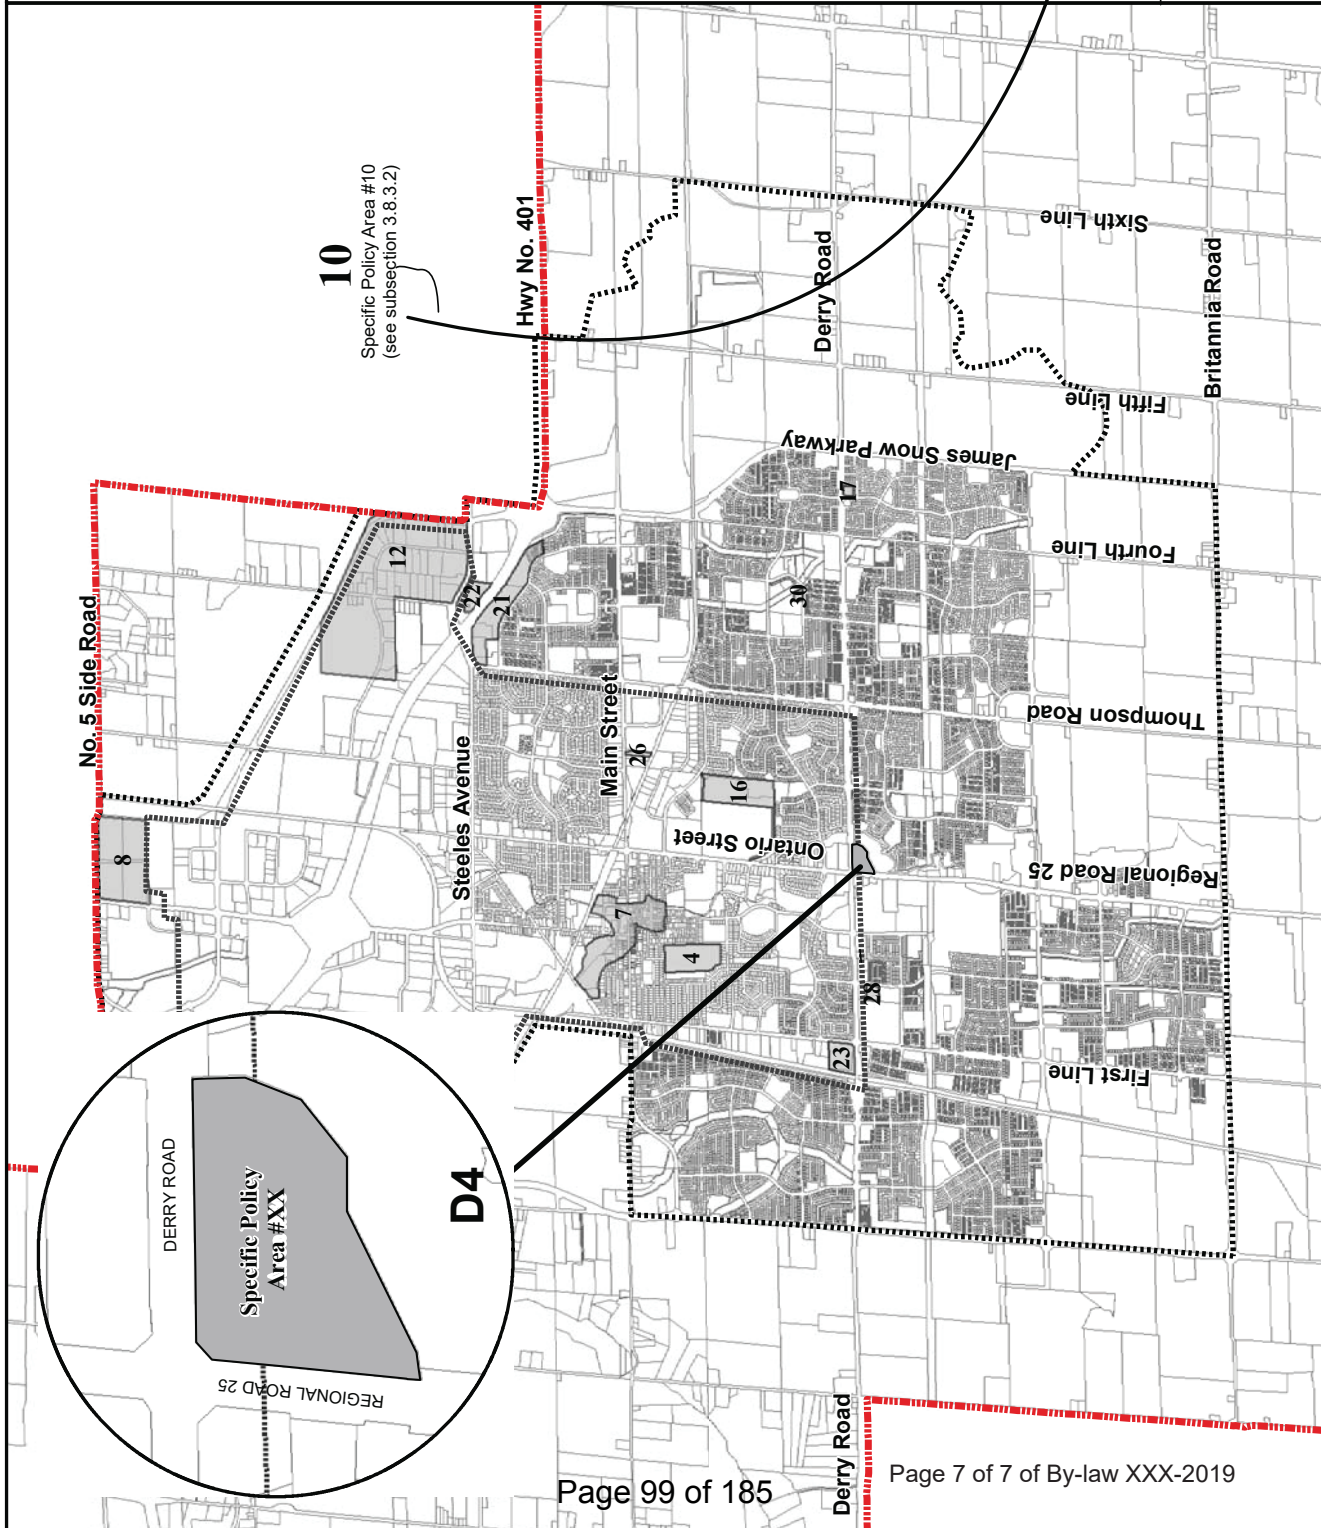 10
Specific Policy Area #10
(see subsection 3.8.3.2)
Hwy No. 401
No. 5 Side Road
Steeles Avenue
Main Street
Derry Road
Britannia Road
Sixth Line
Fifth Line
James Snow Parkway
Fourth Line
Thompson Road
Ontario Street
Regional Road 25
First Line
Derry Road
8
12
22
21
17
30
26
16
7
4
28
23
DERRY ROAD
REGIONAL ROAD 25
Specific Policy
Area #XX
D4
Page 99 of 185
Page 7 of 7 of By-law XXX-2019